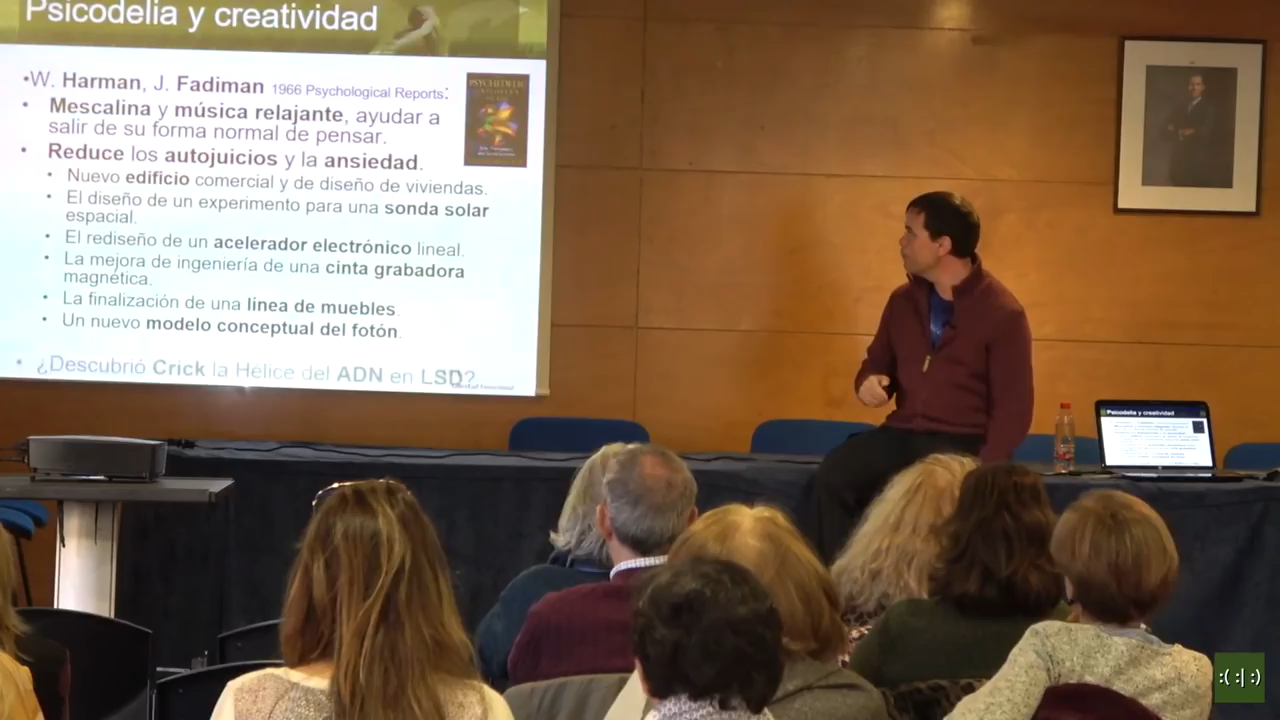 Psicodelia y creatividad
•W. Harman, J. Fadiman 1966 Psychological Reports:
• Mescalina y música relajante, ayudar a
salir de su forma normal de pensar.
• Reduce los autojuicios y la ansiedad.
• Nuevo edificio comercial y de diseño de viviendas.
• El diseño de un experimento para una sonda solar
espacial.
• El rediseño de un acelerador electrónico lineal.
• La mejora de ingeniería de una cinta grabadora
magnética.
• La finalización de una línea de muebles.
• Un nuevo modelo conceptual del fotón.
• ¿Descubrió Crick la Hélice del ADN en LSD?
PSYCHEDELIC
Psicodelia y creatividad
:( :| :)